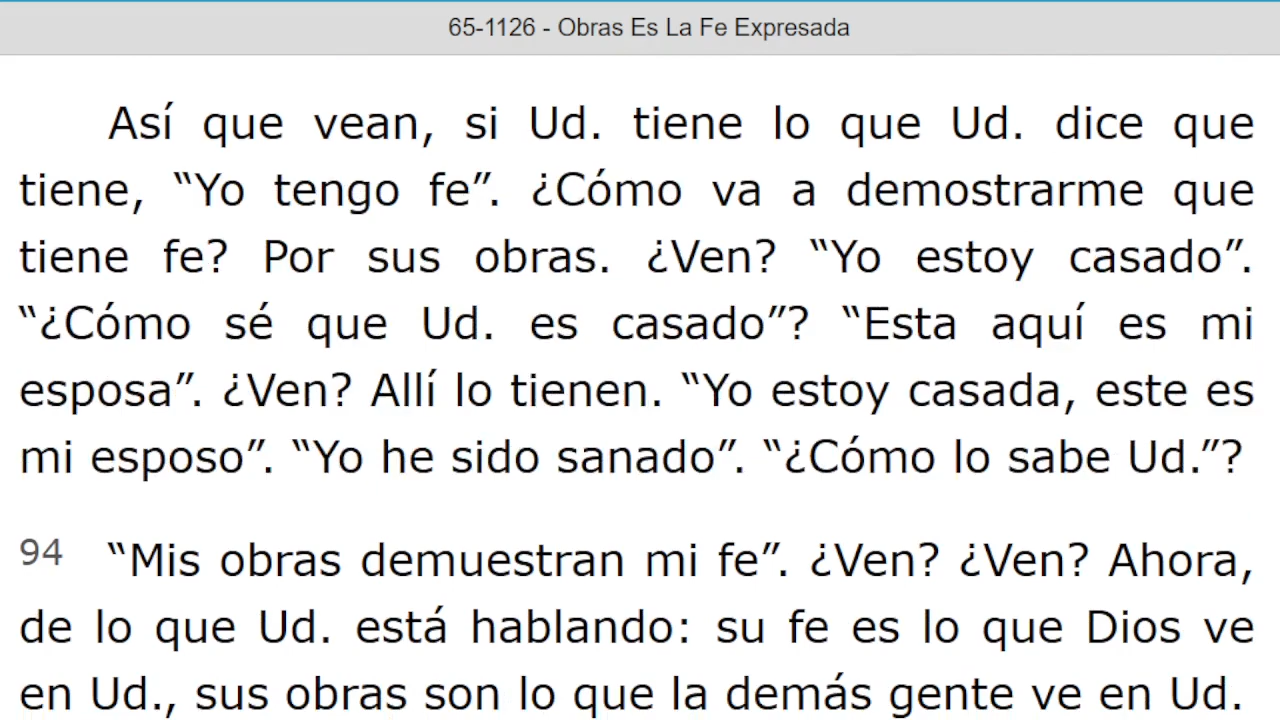 65-1126 - Obras Es La Fe Expresada
Así que vean, si Ud. tiene lo que Ud. dice que
tiene, “Yo tengo fe”. ¿Cómo va a demostrarme que
tiene fe? Por sus obras. ¿Ven? “Yo estoy casado”.
“¿Cómo sé que Ud. es casado”? “Esta aquí es mi
esposa”. ¿Ven? Allí lo tienen. “Yo estoy casada, este es
mi esposo”. “Yo he sido sanado”. “¿Cómo lo sabe Ud.”?
94 “Mis obras demuestran mi fe”. ¿Ven? ¿Ven? Ahora,
de lo que Ud. está hablando: su fe es lo que Dios ve
en Ud., sus obras son lo que la demás gente ve en Ud.